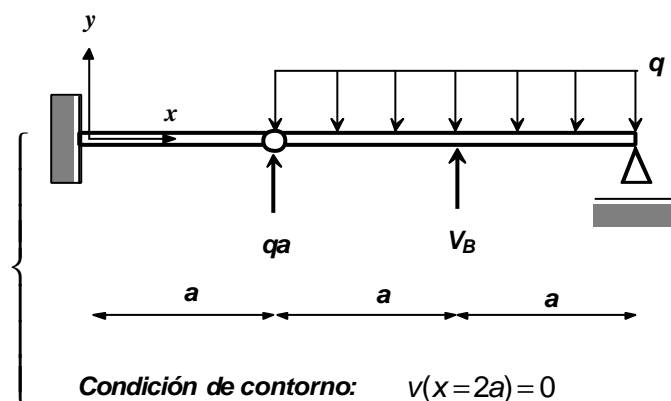 y
q
x
qa
V_B
a a a
Condición de contorno: v(x=2a)=0